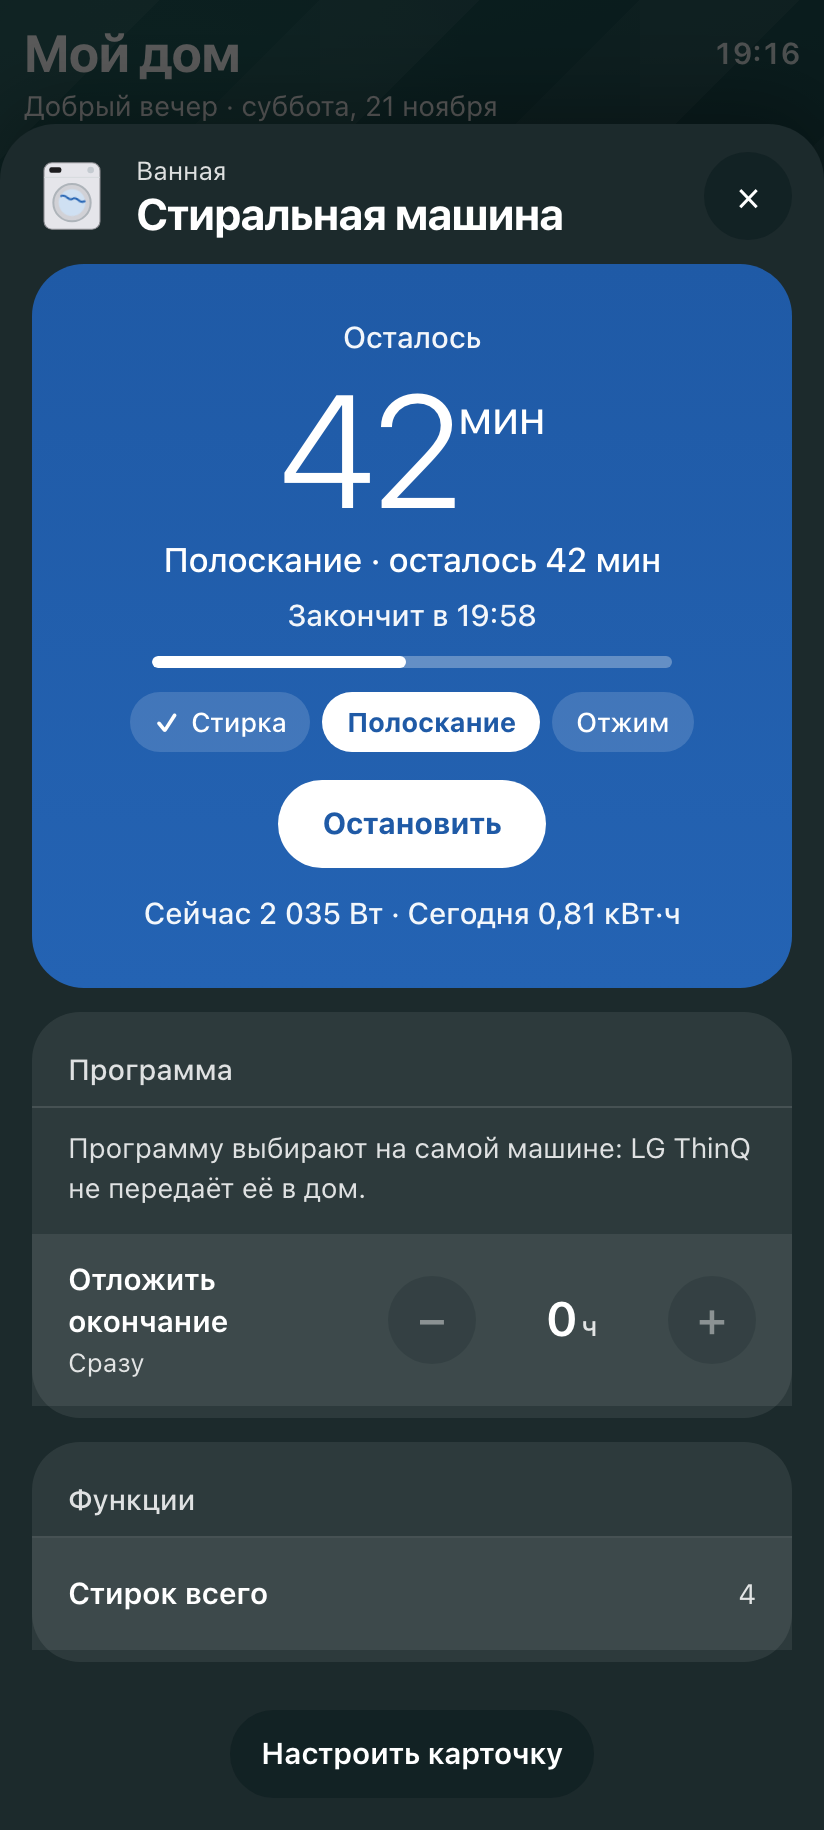 Мой дом
19:16
Добрый вечер · суббота, 21 ноября
Ванная
Стиральная машина
×
Осталось
42 мин
Полоскание · осталось 42 мин
Закончит в 19:58
✓ Стирка
Полоскание
Отжим
Остановить
Сейчас 2 035 Вт · Сегодня 0,81 кВт·ч
Программа
Программу выбирают на самой машине: LG ThinQ
не передаёт её в дом.
Отложить
окончание
Сразу
− 0 ч +
Функции
Стирок всего
4
Настроить карточку